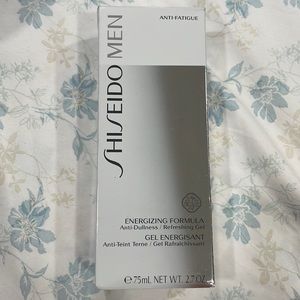 ANTI-FATIGUE
SHISEIDO MEN
ENERGIZING FORMULA
Anti-Dullness / Refreshing Gel
GEL ENERGISANT
Anti-Teint Terne / Gel Rafraîchissant
℮ 75mL NET WT. 2.7 OZ.